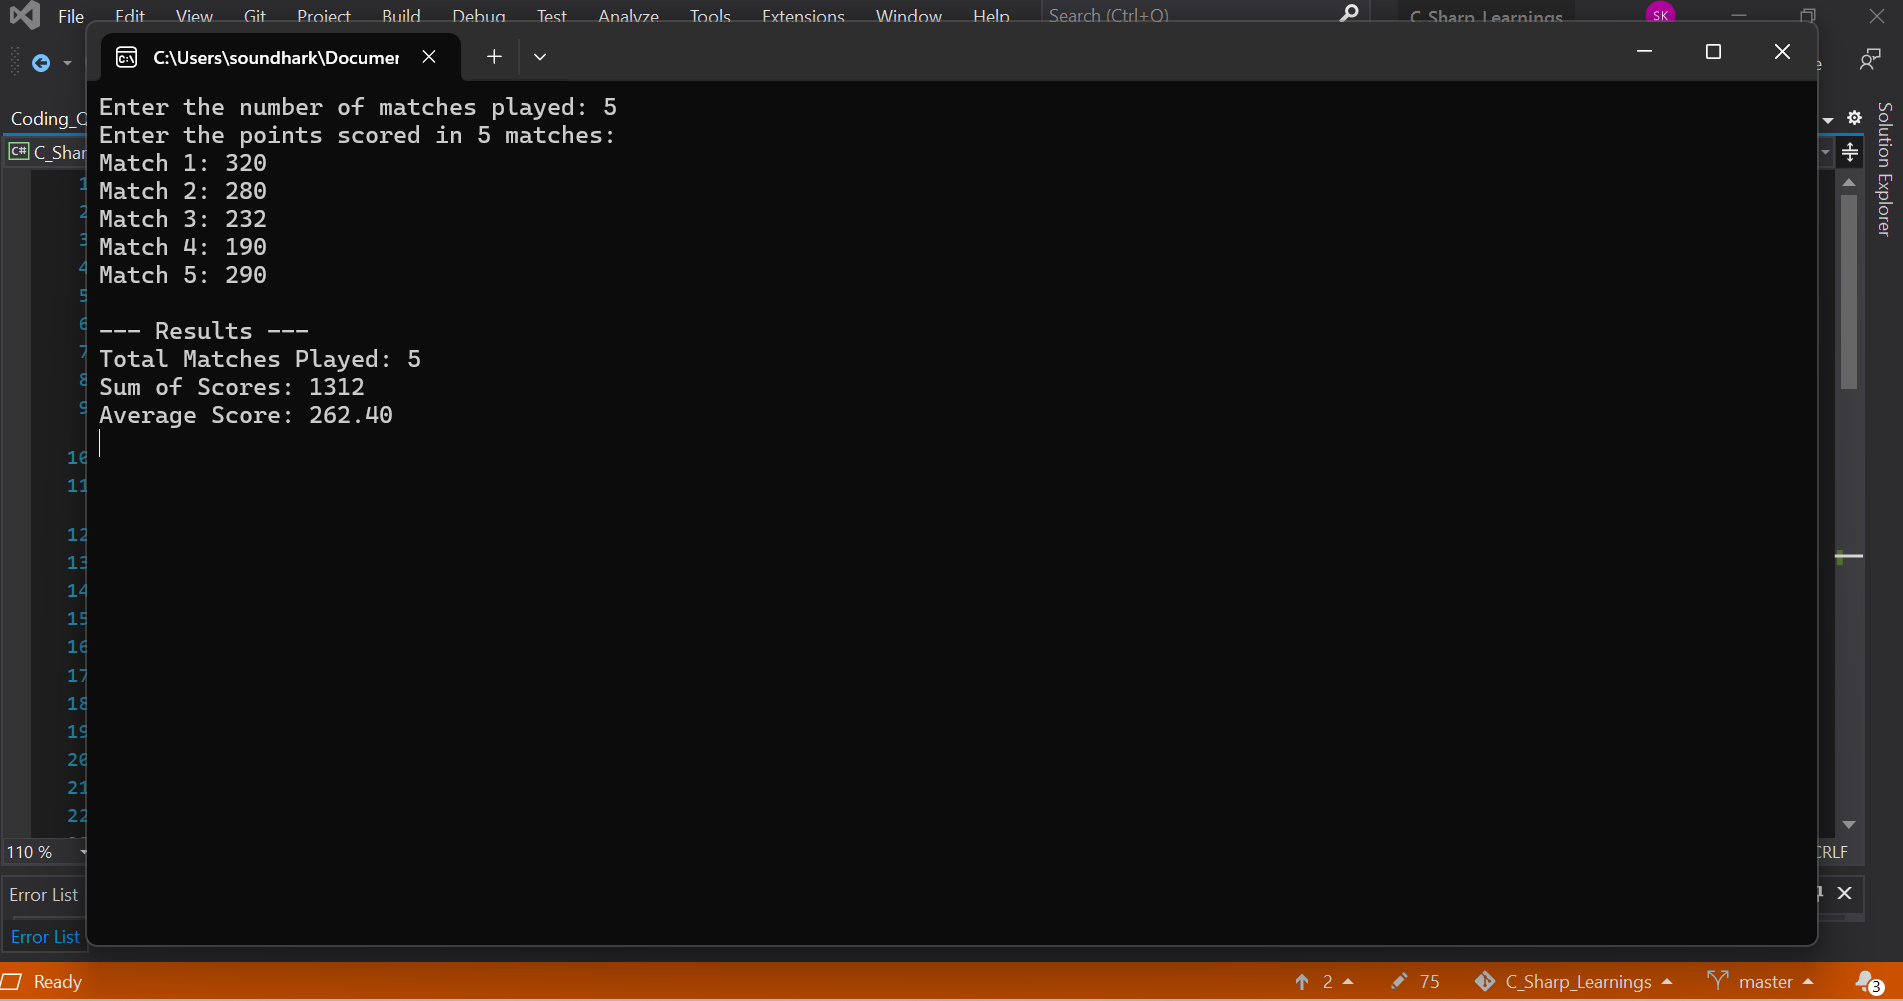 File Edit View Git Project Build Debug Test Analyze Tools Extensions Window Help Search (Ctrl+Q) C_Sharp_Learnings SK
C:\Users\soundhark\Documen
Coding_
C# C_Shar
Enter the number of matches played: 5
Enter the points scored in 5 matches:
Match 1: 320
Match 2: 280
Match 3: 232
Match 4: 190
Match 5: 290
--- Results ---
Total Matches Played: 5
Sum of Scores: 1312
Average Score: 262.40
1
2
3
4
5
6
7
8
9
10
11
12
13
14
15
16
17
18
19
20
21
22
Solution Explorer
110 %
CRLF
Error List
Error List
Ready 2 75 C_Sharp_Learnings master 3